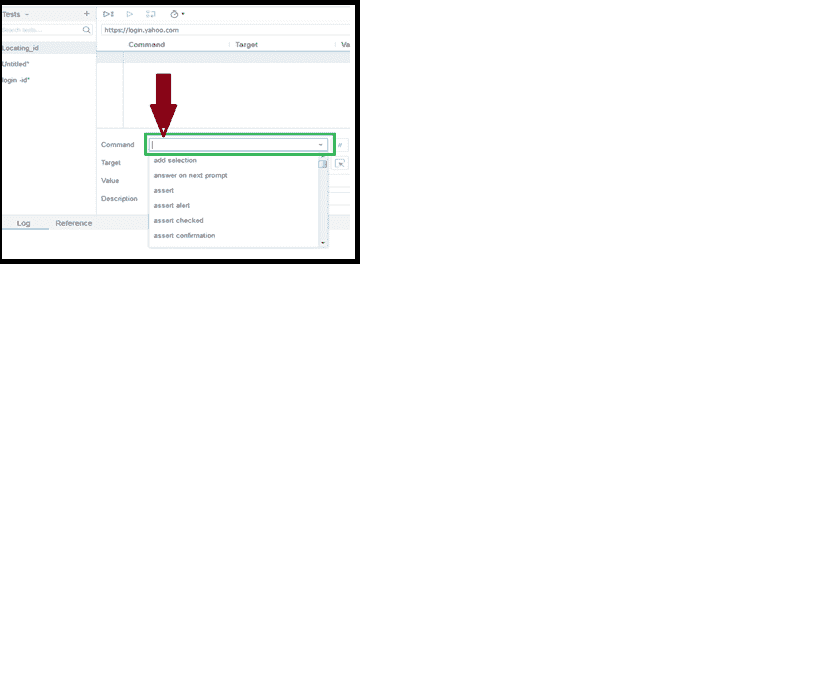 Tests
Search tests...
Locating_id
Untitled*
login -id*
https://login.yahoo.com
Command Target Va
Command //
Target
Value
Description
add selection
answer on next prompt
assert
assert alert
assert checked
assert confirmation
Log Reference